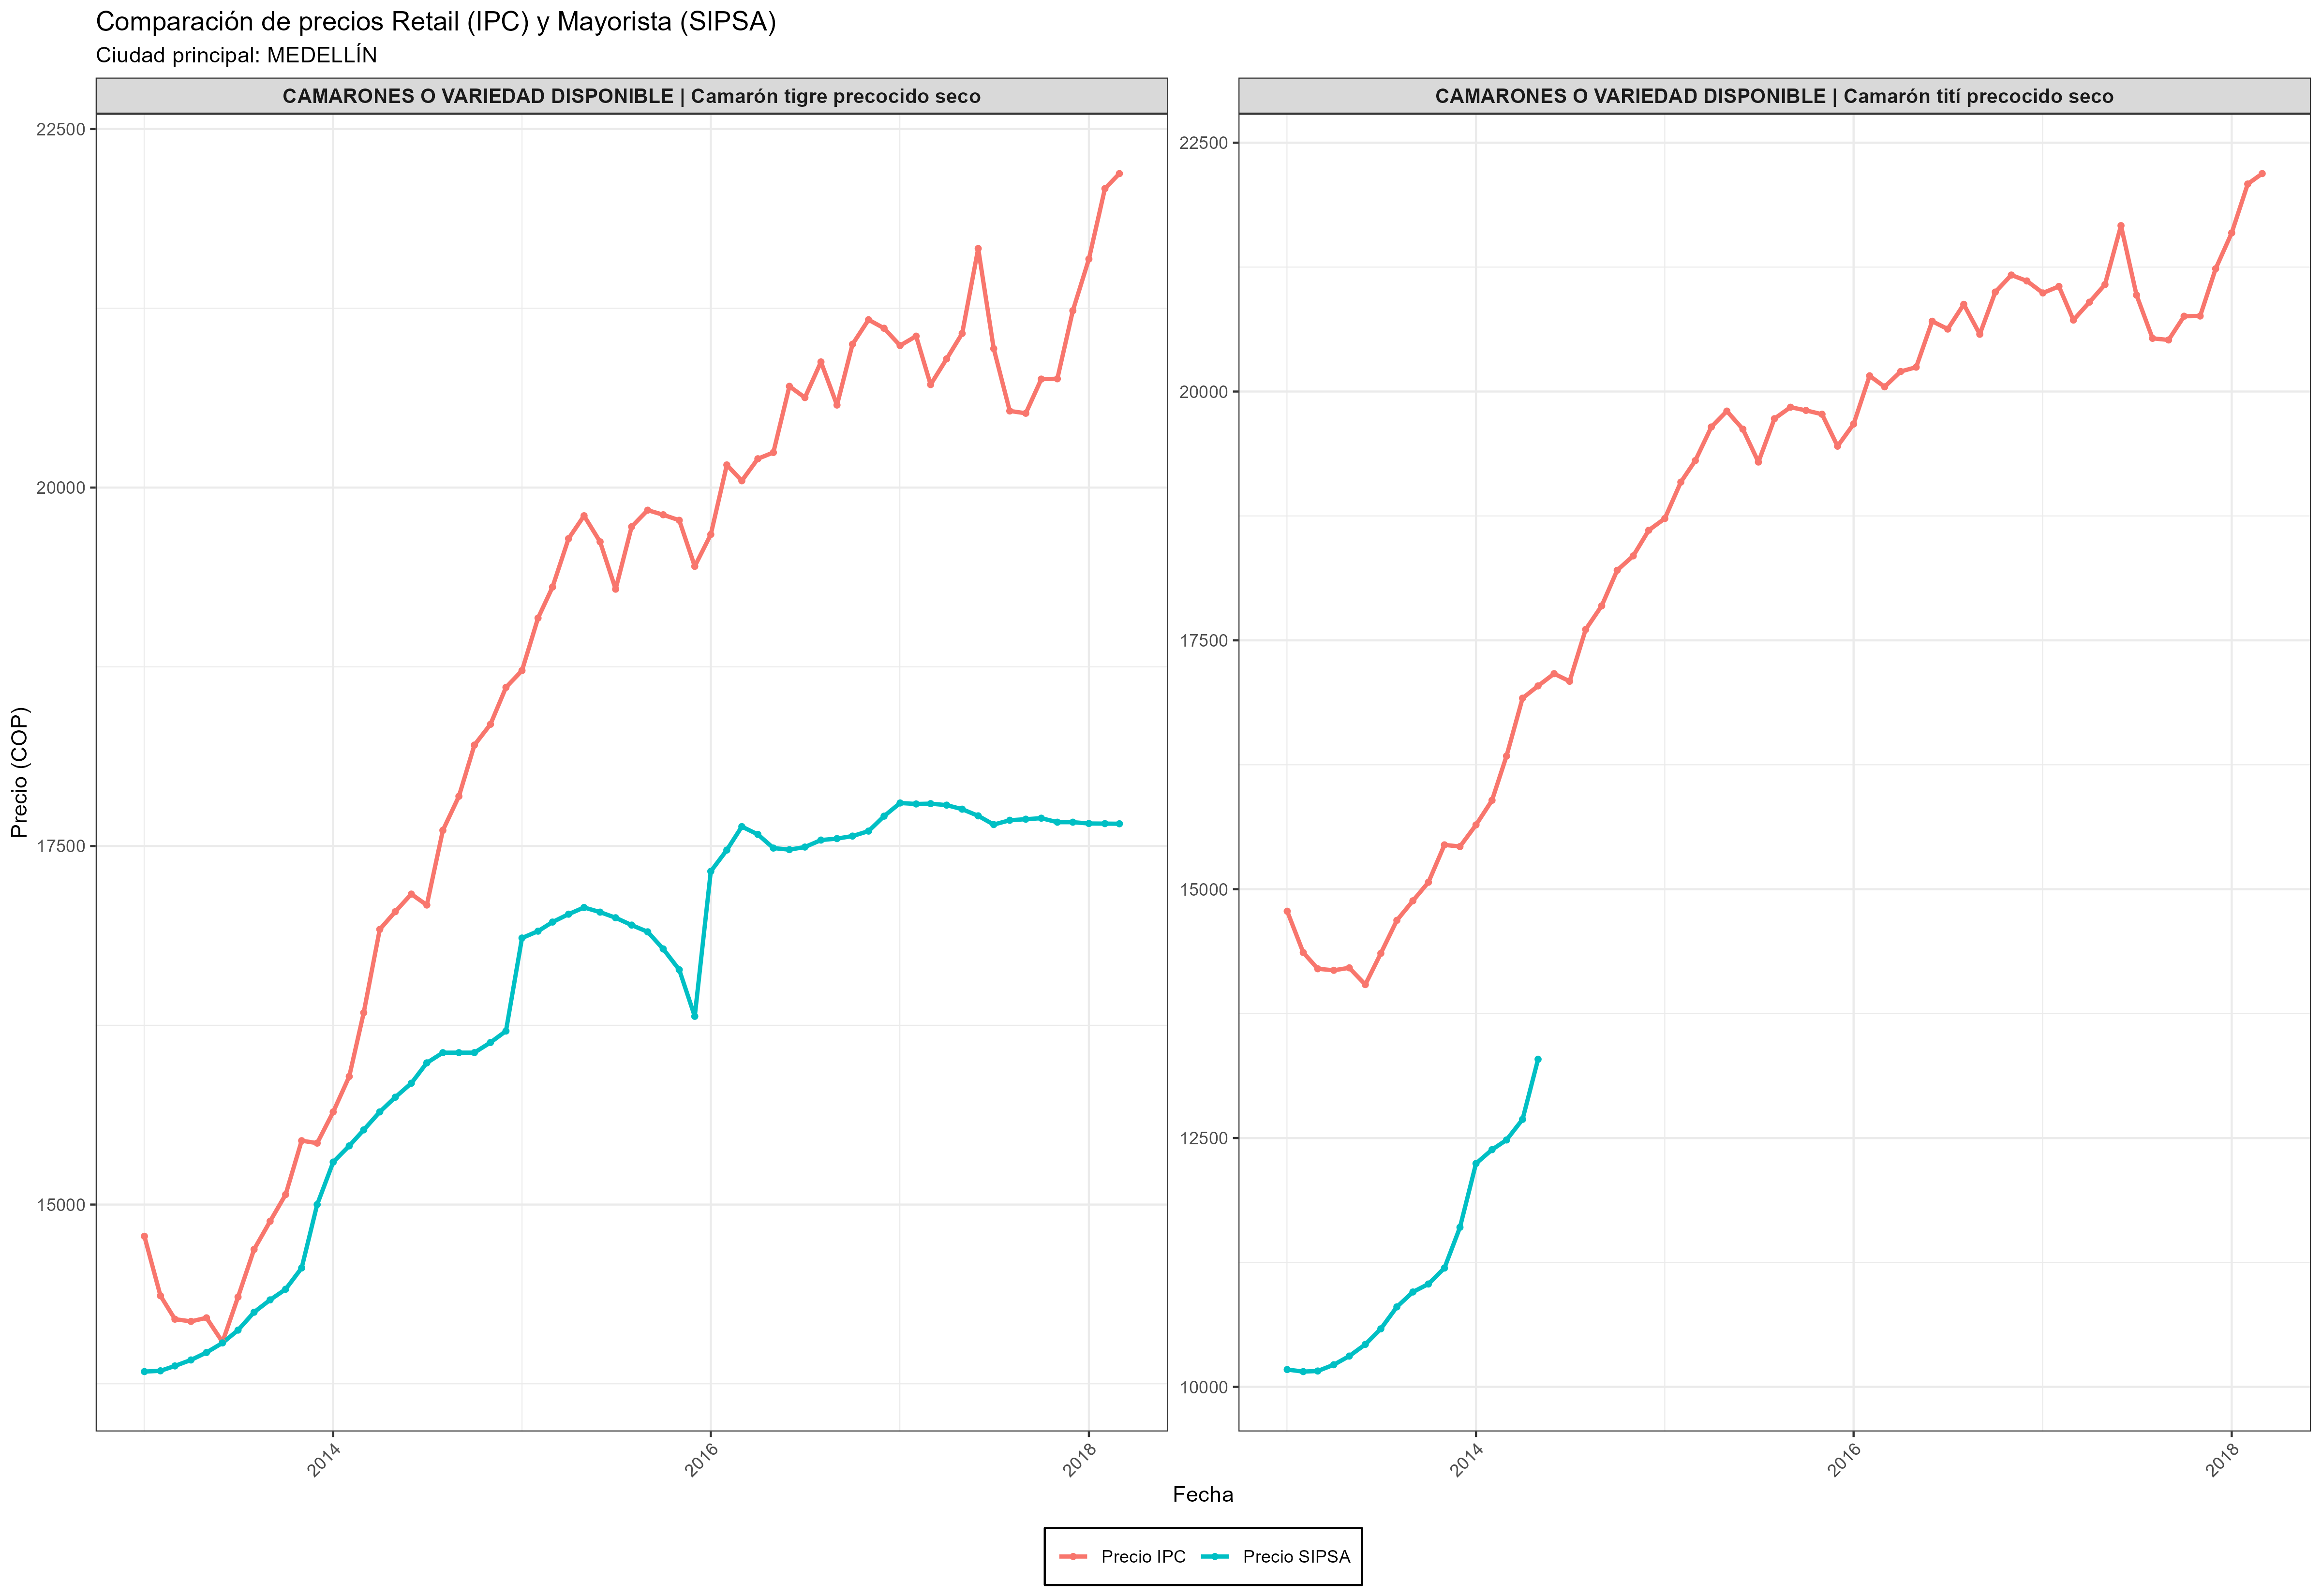 Comparación de precios Retail (IPC) y Mayorista (SIPSA)
Ciudad principal: MEDELLÍN
CAMARONES O VARIEDAD DISPONIBLE | Camarón tigre precocido seco
CAMARONES O VARIEDAD DISPONIBLE | Camarón tití precocido seco
Precio (COP)
22500
20000
17500
15000
22500
20000
17500
15000
12500
10000
2014
2016
2018
2014
2016
2018
Fecha
Precio IPC
Precio SIPSA